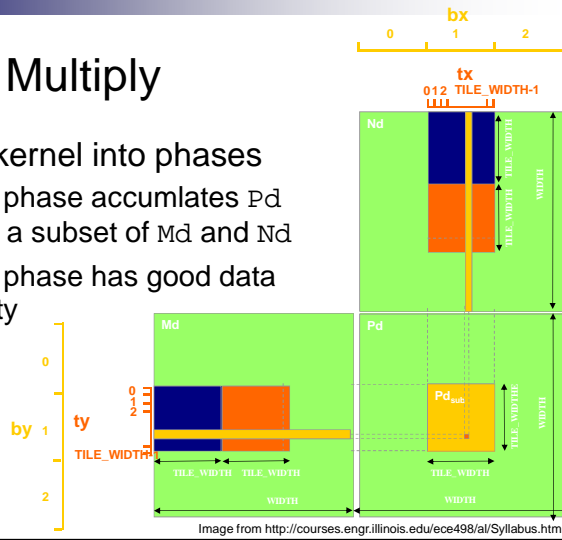 Multiply
kernel into phases
phase accumlates Pd
a subset of Md and Nd
phase has good data
ty
bx
0 1 2
tx
0 1 2 TILE_WIDTH-1
Nd
TILE_WIDTH
TILE_WIDTH
WIDTH
Md
Pd
Pdsub
TILE_WIDTHE
WIDTH
by
0
1
2
ty
0
1
2
TILE_WIDTH-1
TILE_WIDTH TILE_WIDTH
TILE_WIDTH
WIDTH WIDTH
Image from http://courses.engr.illinois.edu/ece498/al/Syllabus.htm